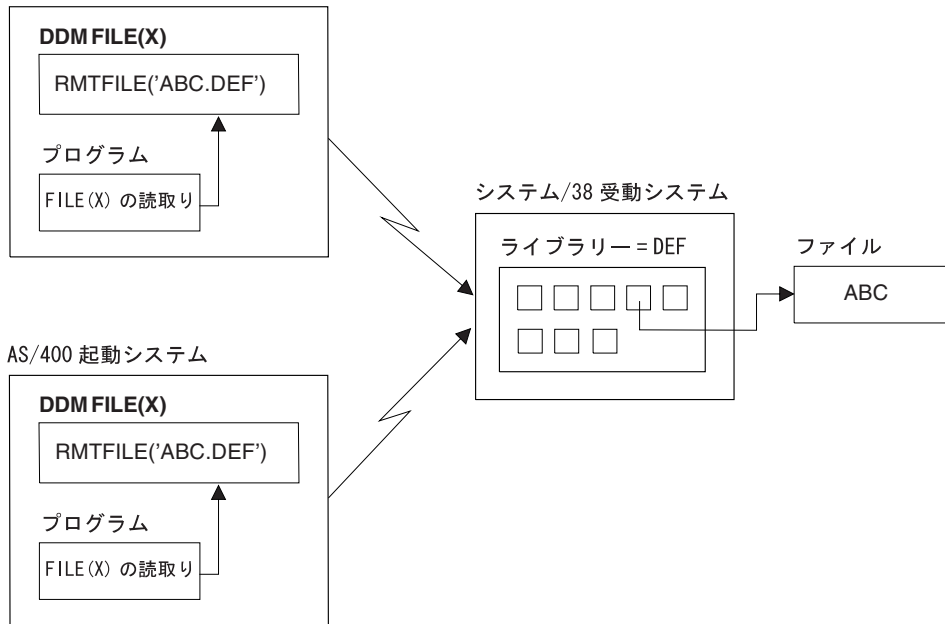 DDM FILE(X)
RMTFILE('ABC.DEF')
プログラム
FILE(X) の読取り
システム/38 受動システム
ライブラリー = DEF
ファイル
ABC
AS/400 起動システム
DDM FILE(X)
RMTFILE('ABC.DEF')
プログラム
FILE(X) の読取り